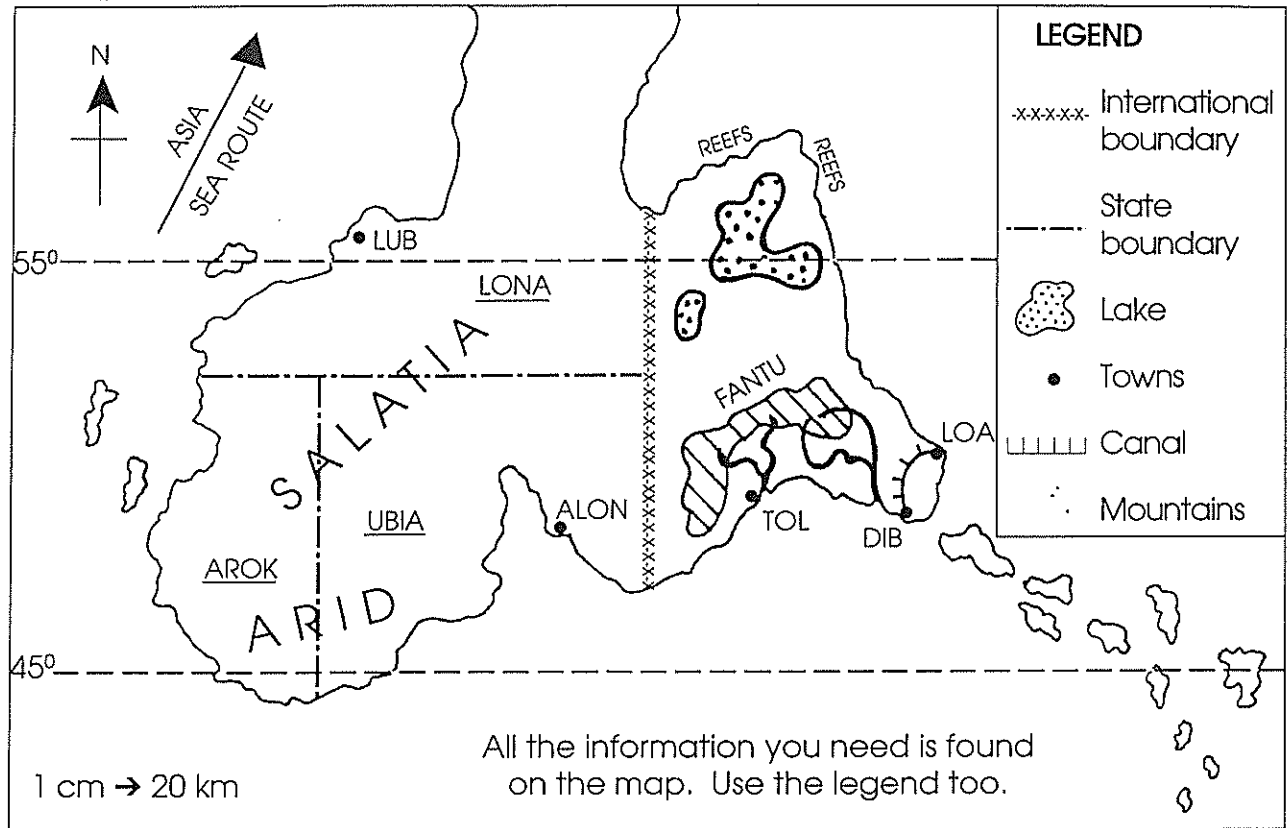 N
ASIA
SEA ROUTE
REEFS
REEFS
LUB
55⁰
LONA
SALATIA
FANTU
LOA
ALON
UBIA
TOL
DIB
AROK
ARID
45⁰
1 cm → 20 km
All the information you need is found
on the map. Use the legend too.
LEGEND
-x-x-x-x-x- International
boundary
State
boundary
Lake
Towns
Canal
Mountains